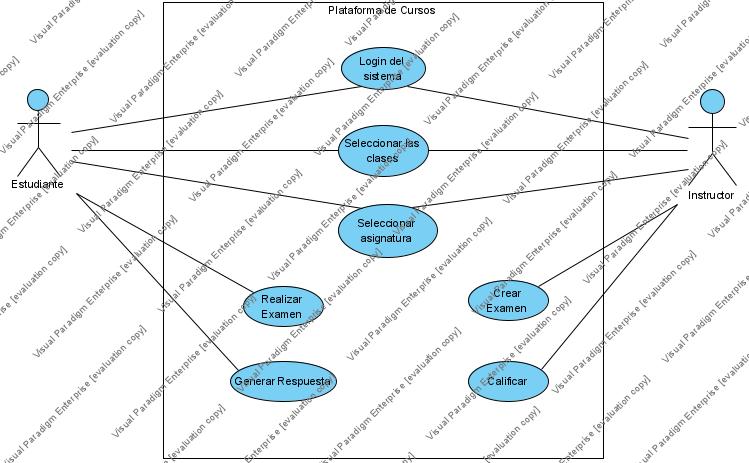 Plataforma de Cursos
Login del
sistema
Seleccionar las
clases
Seleccionar
asignatura
Estudiante
Instructor
Realizar
Examen
Crear
Examen
Generar Respuesta
Calificar
Visual Paradigm Enterprise [evaluation copy]